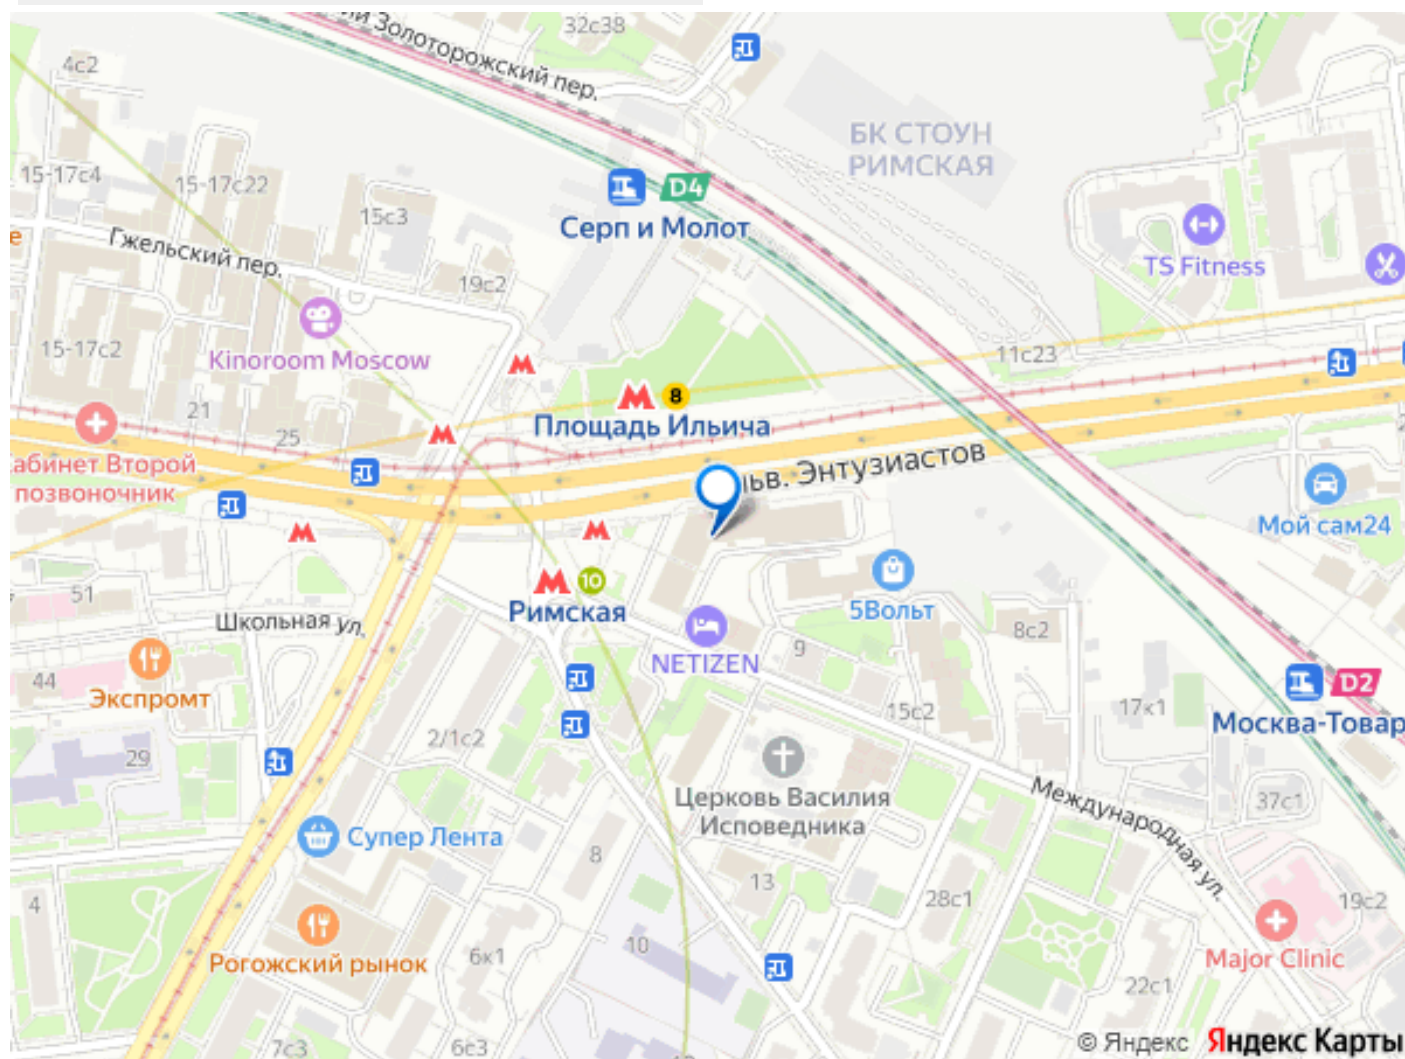 32с38
Золоторожский пер.
4с2
БК СТОУН
РИМСКАЯ
15-17с4
15-17с22
D4
15с3
Серп и Молот
Гжельский пер.
TS Fitness
19с2
15-17с2
Kinoroom Moscow
11с23
8
21
Площадь Ильича
25
абинет Второй
позвоночник
льв. Энтузиастов
Мой сам24
10
51
Римская
5Вольт
Школьная ул.
8с2
9
NETIZEN
44
Экспромт
D2
17к1
15с2
Москва-Товар
2/1с2
29
Церковь Василия
Исповедника
Международная ул.
37с1
Супер Лента
8
13
28с1
4
19с2
10
Рогожский рынок
6к1
Major Clinic
22с1
7с3
6с3
© Яндекс Яндекс Карты